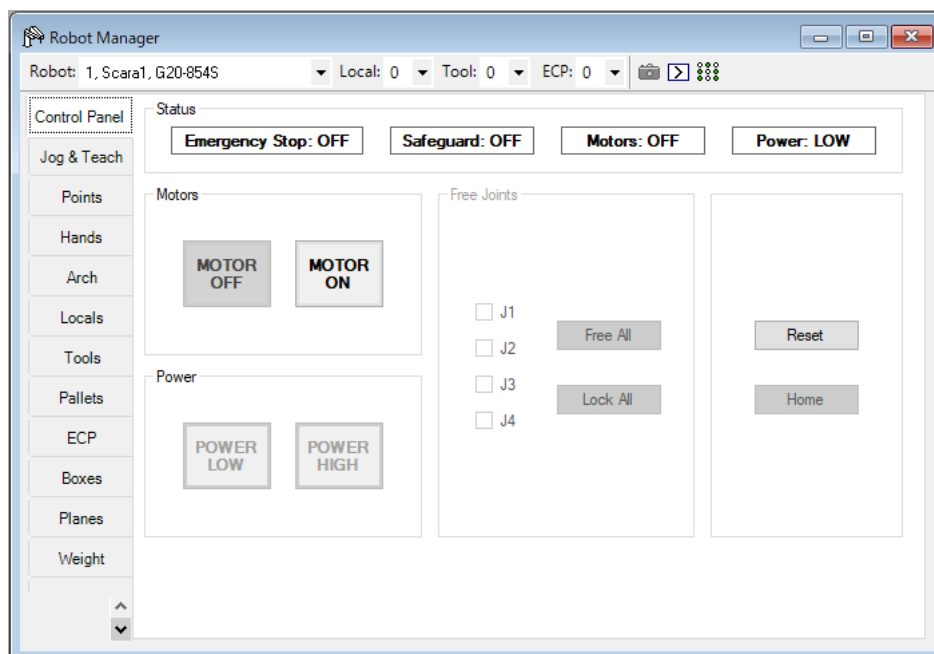 Robot Manager
Robot: 1, Scara1, G20-854S Local: 0 Tool: 0 ECP: 0
Control Panel
Jog & Teach
Points
Hands
Arch
Locals
Tools
Pallets
ECP
Boxes
Planes
Weight
Status
Emergency Stop: OFF Safeguard: OFF Motors: OFF Power: LOW
Motors
MOTOR OFF
MOTOR ON
Power
POWER LOW
POWER HIGH
Free Joints
J1
J2
J3
J4
Free All
Lock All
Reset
Home